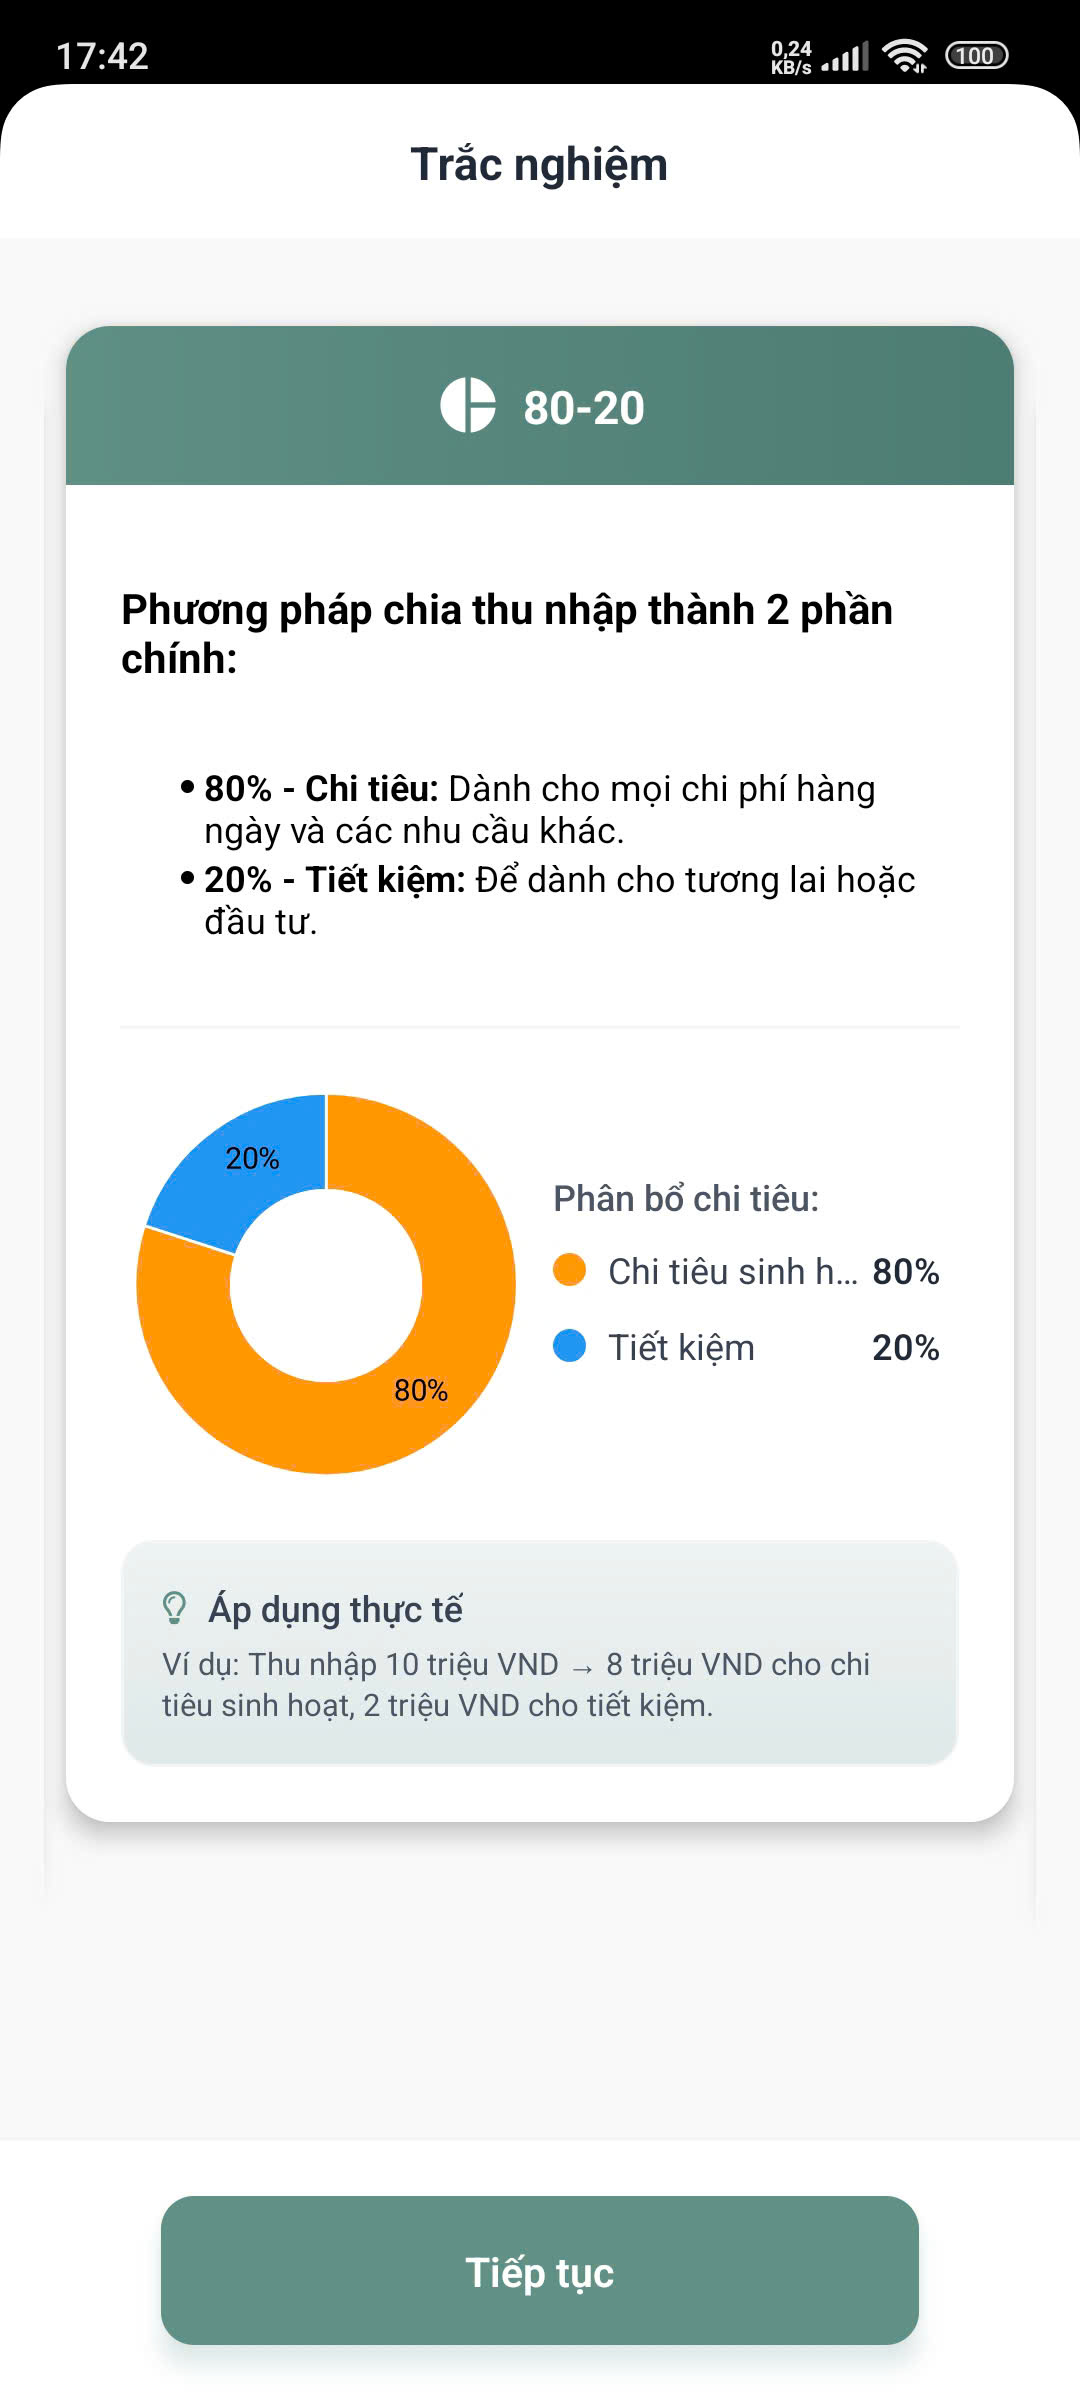 17:42
0,24
KB/s
100
Trắc nghiệm
80-20
Phương pháp chia thu nhập thành 2 phần
chính:
• 80% - Chi tiêu: Dành cho mọi chi phí hàng
ngày và các nhu cầu khác.
• 20% - Tiết kiệm: Để dành cho tương lai hoặc
đầu tư.
20%
80%
Phân bổ chi tiêu:
Chi tiêu sinh h... 80%
Tiết kiệm 20%
Áp dụng thực tế
Ví dụ: Thu nhập 10 triệu VND → 8 triệu VND cho chi
tiêu sinh hoạt, 2 triệu VND cho tiết kiệm.
Tiếp tục